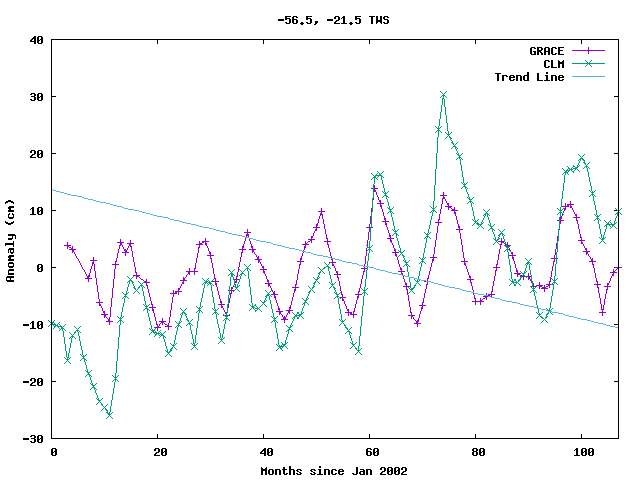 -56.5, -21.5 TWS
GRACE
CLM
Trend Line
40
30
20
10
0
-10
-20
-30
Anomaly (cm)
0 20 40 60 80 100
Months since Jan 2002